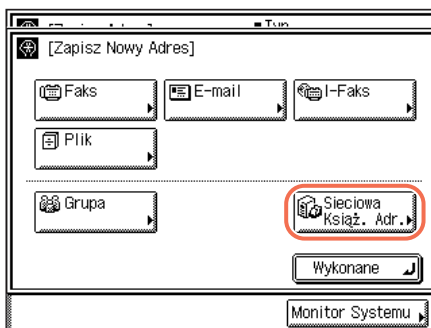 [Zapisz Nowy Adres]
Faks
E-mail
I-Faks
Plik
Grupa
Sieciowa
Książ. Adr.
Wykonane
Monitor Systemu